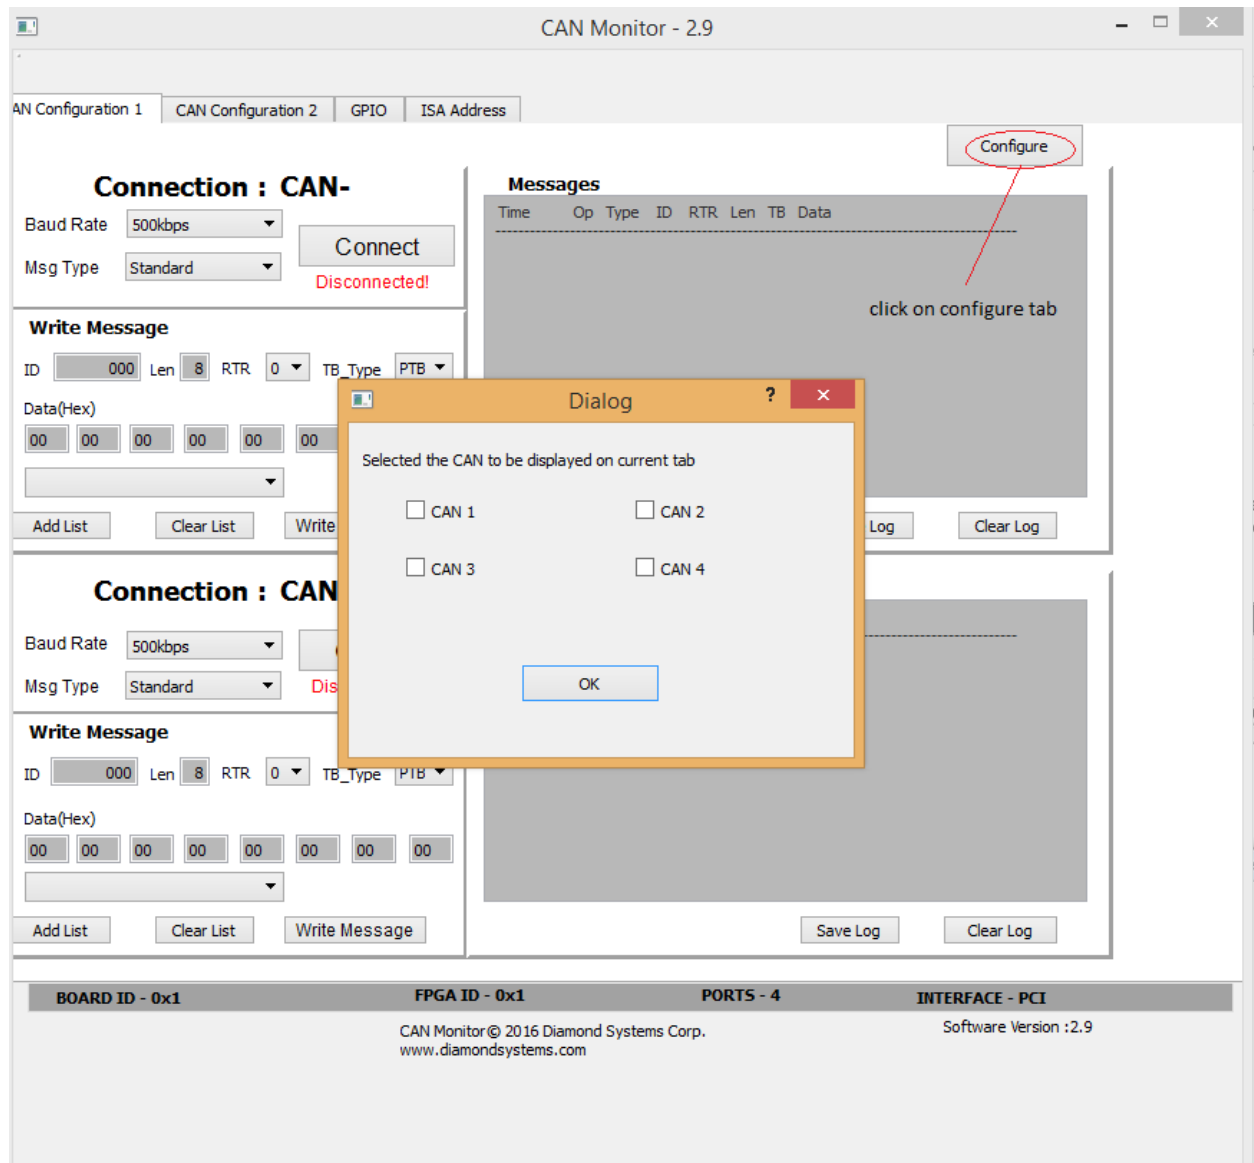 CAN Monitor - 2.9
AN Configuration 1 CAN Configuration 2 GPIO ISA Address
Configure
Connection : CAN-
Baud Rate 500kbps
Connect
Msg Type Standard
Disconnected!
Messages
Time Op Type ID RTR Len TB Data
click on configure tab
Write Message
ID 000 Len 8 RTR 0 TB_Type PTB
Data(Hex)
00 00 00 00 00 00
Add List Clear List Write
Log Clear Log
Dialog
?
Selected the CAN to be displayed on current tab
CAN 1 CAN 2
CAN 3 CAN 4
OK
Connection : CAN
Baud Rate 500kbps
Msg Type Standard
Dis
Write Message
ID 000 Len 8 RTR 0 TB_Type PTB
Data(Hex)
00 00 00 00 00 00 00 00
Add List Clear List Write Message
Save Log Clear Log
BOARD ID - 0x1 FPGA ID - 0x1 PORTS - 4 INTERFACE - PCI
CAN Monitor© 2016 Diamond Systems Corp. Software Version :2.9
www.diamondsystems.com